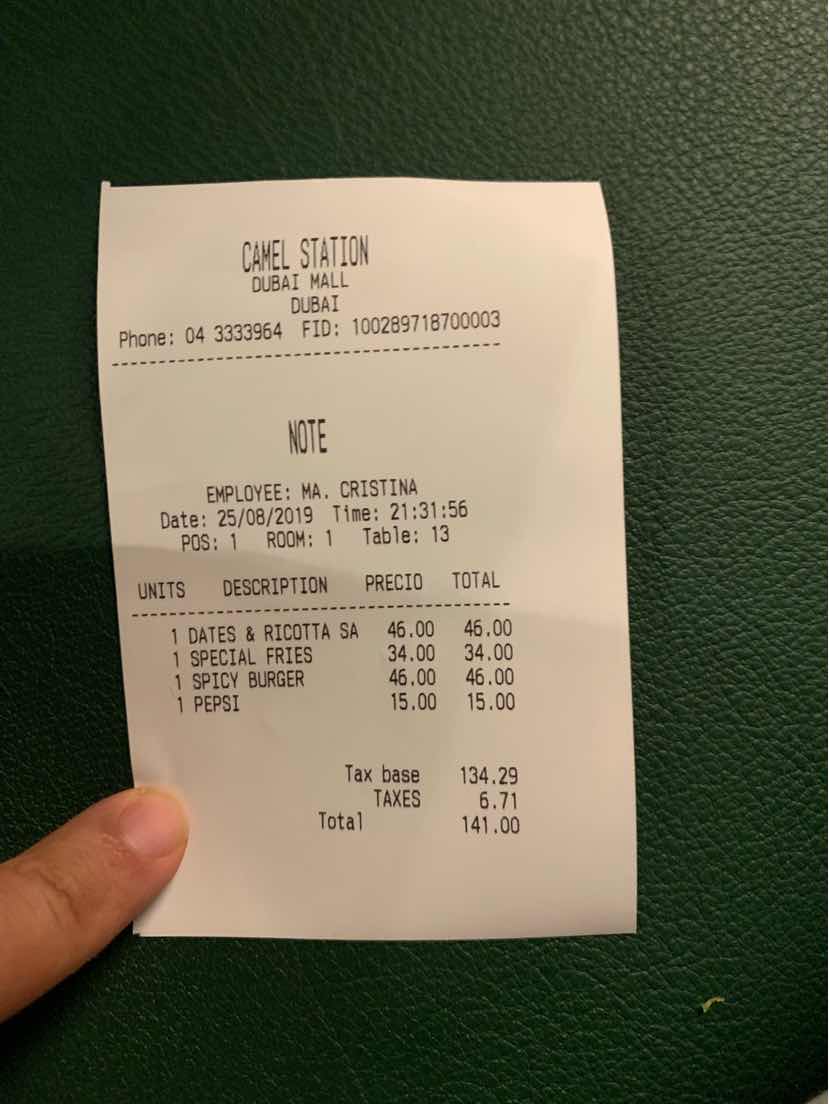 CAMEL STATION
DUBAI MALL
DUBAI
Phone: 04 3333964 FID: 100289718700003
NOTE
EMPLOYEE: MA. CRISTINA
Date: 25/08/2019 Time: 21:31:56
POS: 1 ROOM: 1 Table: 13
UNITS DESCRIPTION PRECIO TOTAL
1 DATES & RICOTTA SA 46.00 46.00
1 SPECIAL FRIES 34.00 34.00
1 SPICY BURGER 46.00 46.00
1 PEPSI 15.00 15.00
Tax base 134.29
TAXES 6.71
Total 141.00